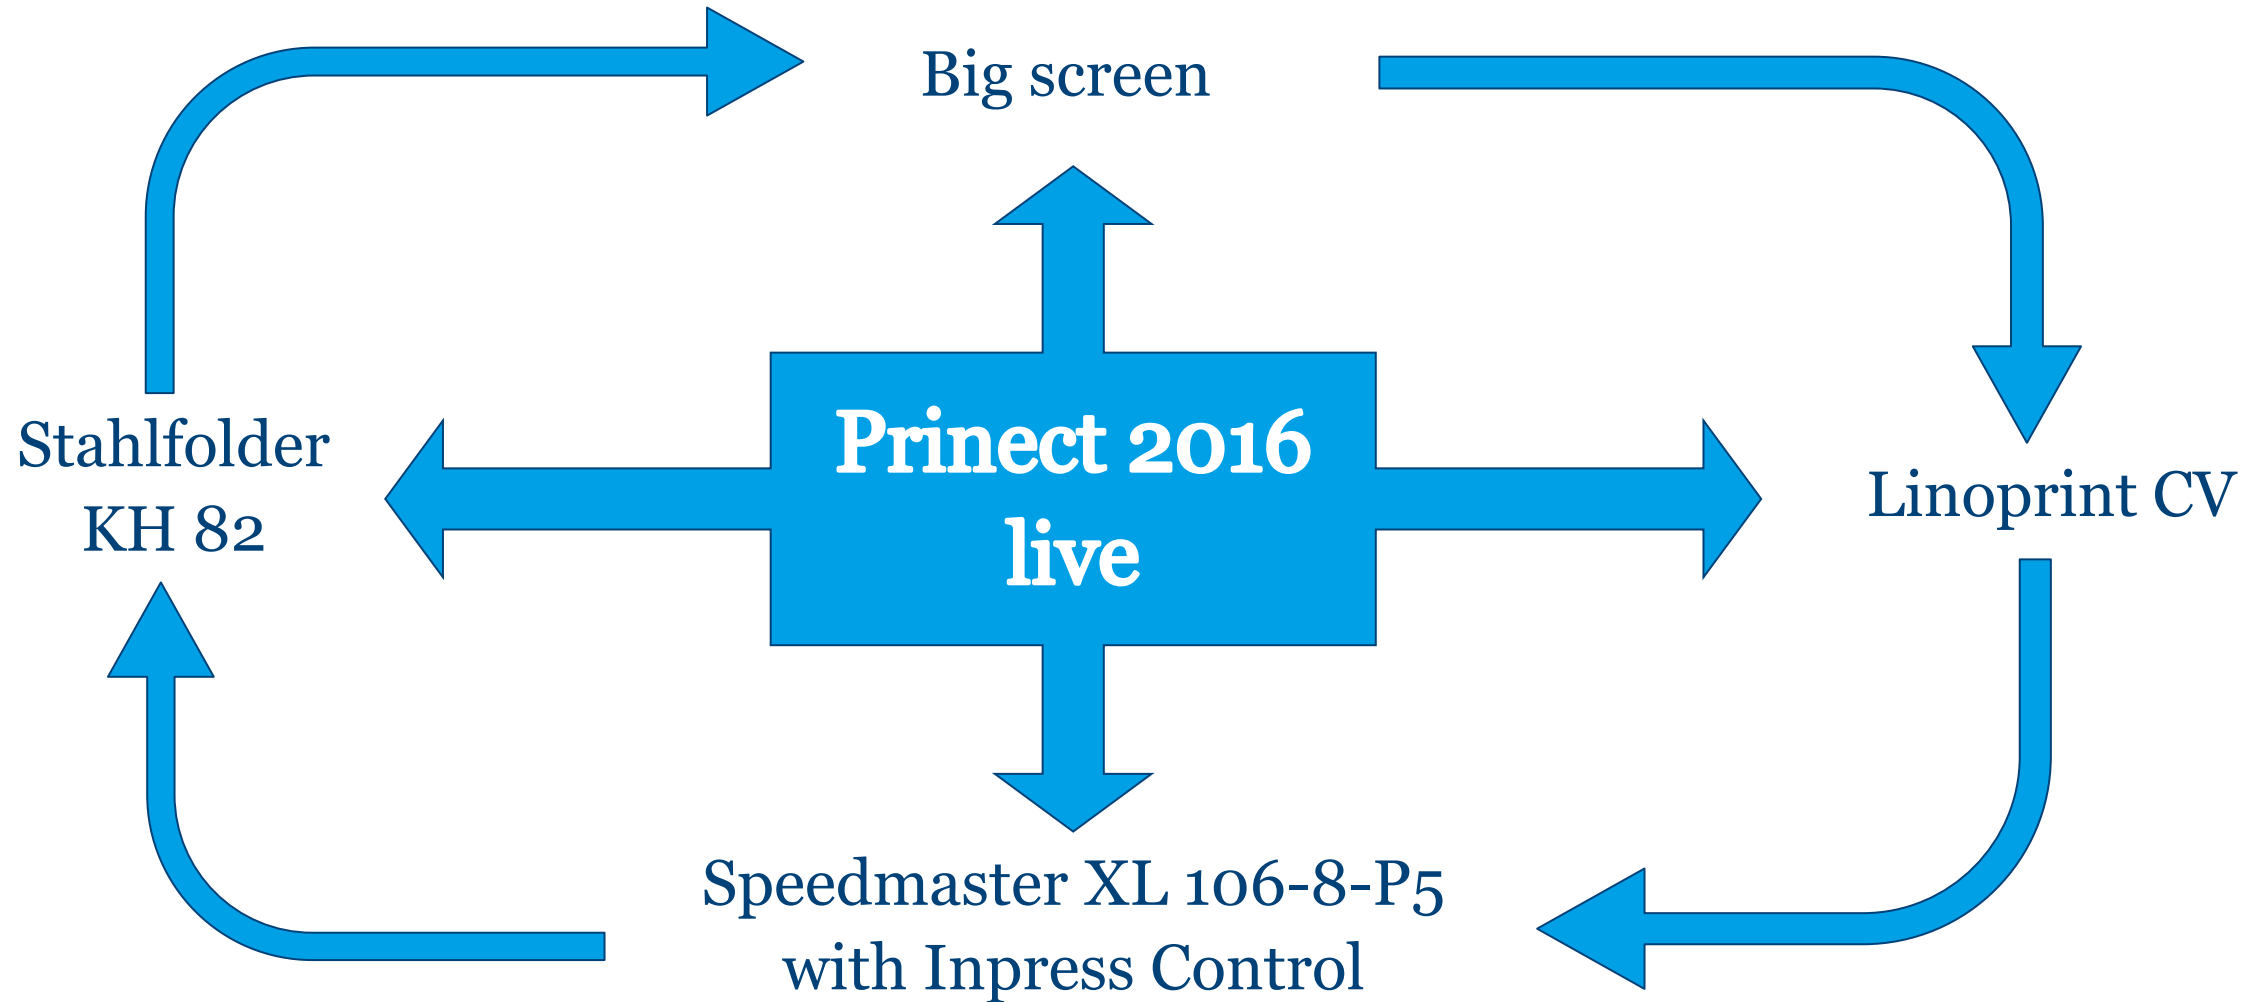 Big screen
Prinect 2016
live
Stahlfolder
KH 82
Linoprint CV
Speedmaster XL 106-8-P5
with Inpress Control